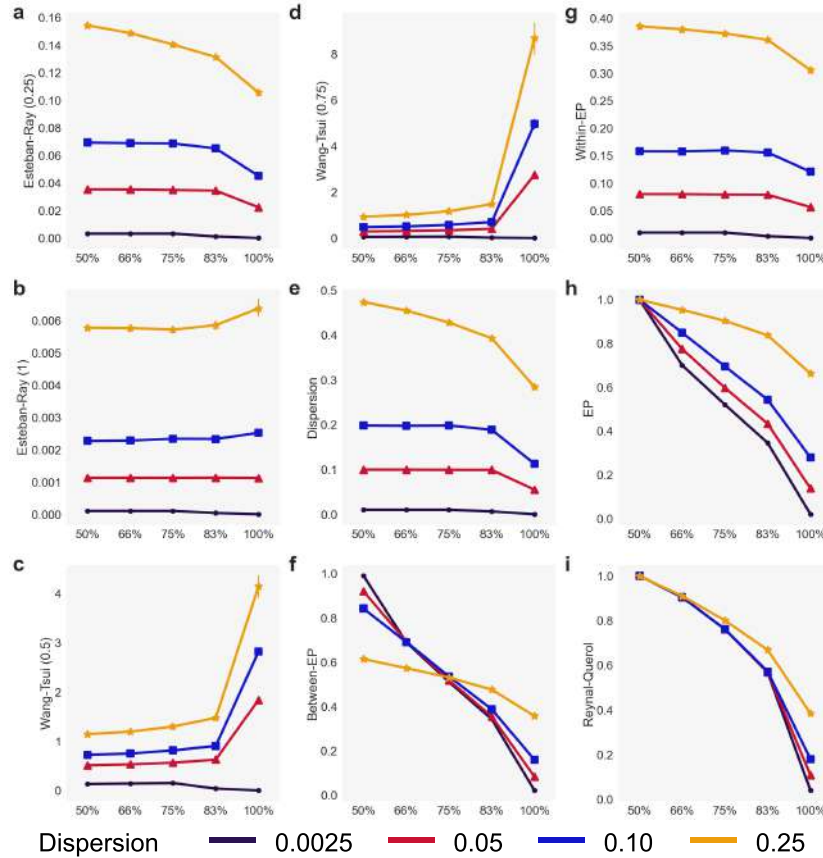 a
Esteban-Ray (0.25)
0.16
0.14
0.12
0.10
0.08
0.06
0.04
0.02
0.00
50% 66% 75% 83% 100%
d
Wang-Tsui (0.75)
8
6
4
2
0
50% 66% 75% 83% 100%
g
Within-EP
0.40
0.35
0.30
0.25
0.20
0.15
0.10
0.05
0.00
50% 66% 75% 83% 100%
b
Esteban-Ray (1)
0.006
0.005
0.004
0.003
0.002
0.001
0.000
50% 66% 75% 83% 100%
e
Dispersion
0.5
0.4
0.3
0.2
0.1
0.0
50% 66% 75% 83% 100%
h
EP
1.0
0.8
0.6
0.4
0.2
0.0
50% 66% 75% 83% 100%
c
Wang-Tsui (0.5)
4
3
2
1
0
50% 66% 75% 83% 100%
f
Between-EP
1.0
0.8
0.6
0.4
0.2
0.0
50% 66% 75% 83% 100%
i
Reynal-Querol
1.0
0.8
0.6
0.4
0.2
0.0
50% 66% 75% 83% 100%
Dispersion 0.0025 0.05 0.10 0.25